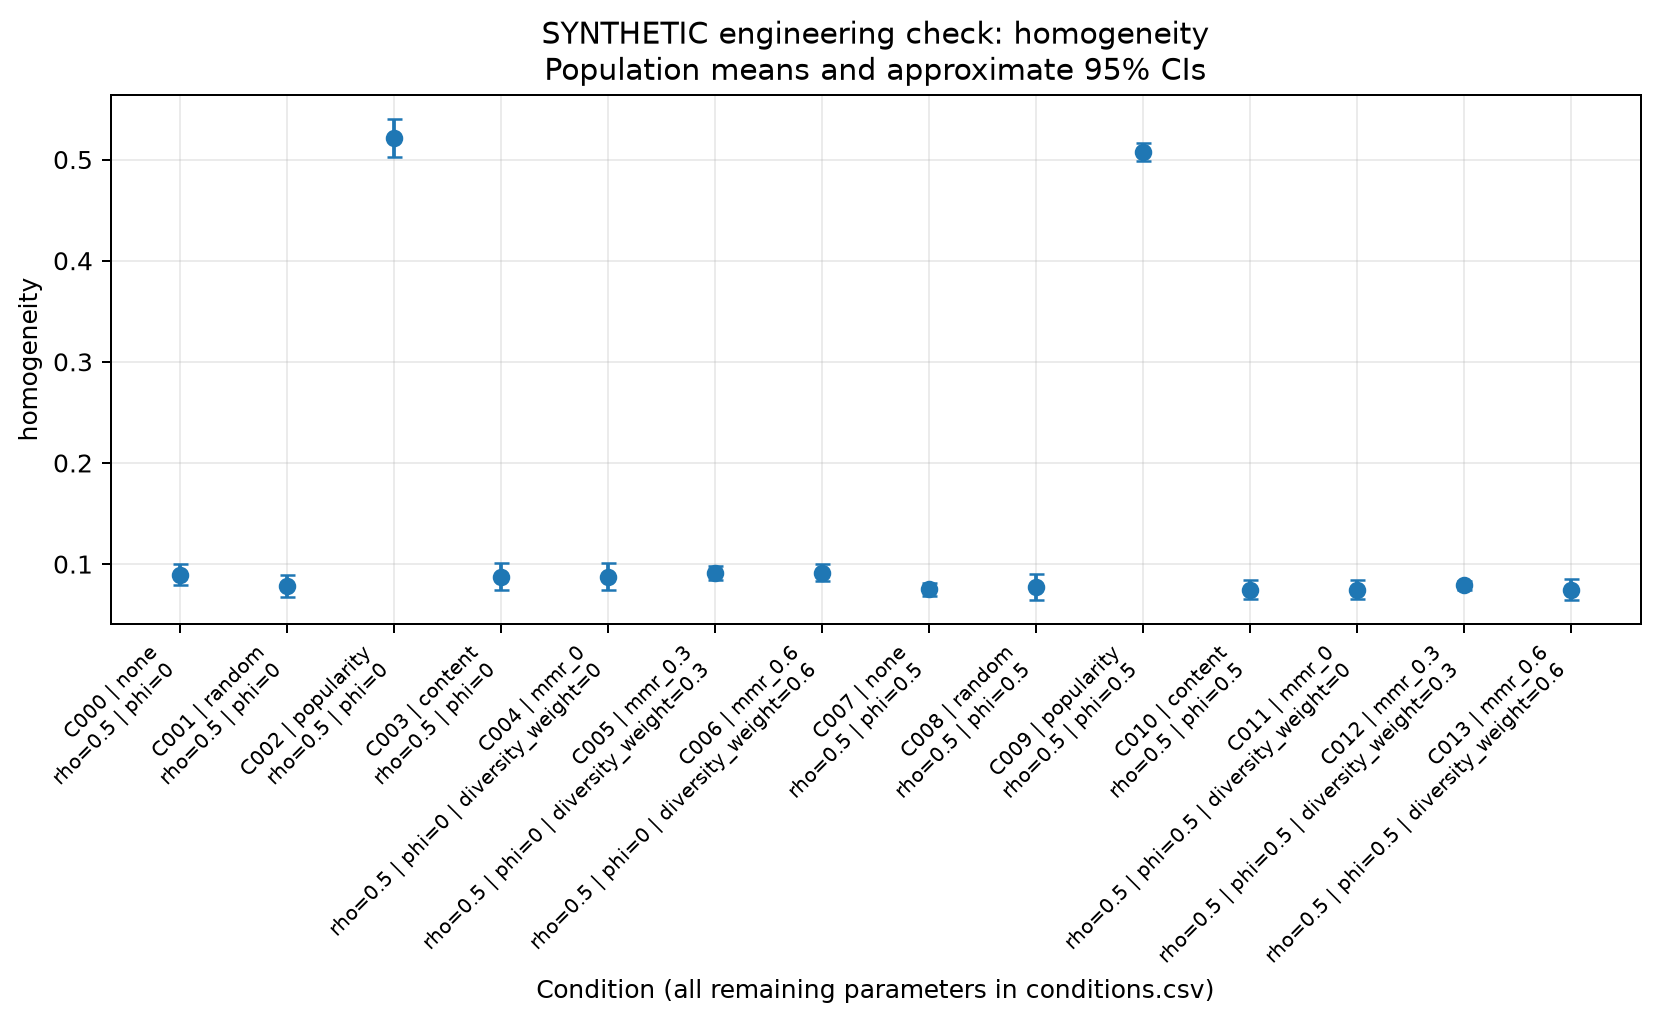 SYNTHETIC engineering check: homogeneity
Population means and approximate 95% CIs
homogeneity
0.5
0.4
0.3
0.2
0.1
C000 | none
rho=0.5 | phi=0
C001 | random
rho=0.5 | phi=0
C002 | popularity
rho=0.5 | phi=0
C003 | content
rho=0.5 | phi=0
C004 | mmr_0
rho=0.5 | phi=0 | diversity_weight=0
C005 | mmr_0.3
rho=0.5 | phi=0 | diversity_weight=0.3
C006 | mmr_0.6
rho=0.5 | phi=0 | diversity_weight=0.6
C007 | none
rho=0.5 | phi=0.5
C008 | random
rho=0.5 | phi=0.5
C009 | popularity
rho=0.5 | phi=0.5
C010 | content
rho=0.5 | phi=0.5
C011 | mmr_0
rho=0.5 | phi=0.5 | diversity_weight=0
C012 | mmr_0.3
rho=0.5 | phi=0.5 | diversity_weight=0.3
C013 | mmr_0.6
rho=0.5 | phi=0.5 | diversity_weight=0.6
Condition (all remaining parameters in conditions.csv)